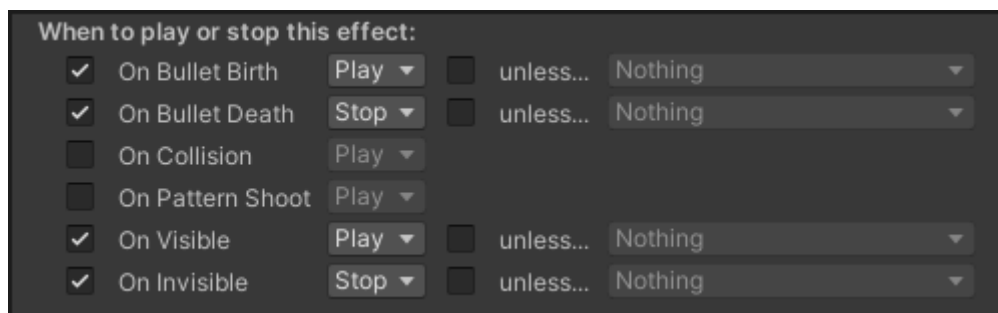 When to play or stop this effect:
On Bullet Birth Play unless... Nothing
On Bullet Death Stop unless... Nothing
On Collision Play
On Pattern Shoot Play
On Visible Play unless... Nothing
On Invisible Stop unless... Nothing